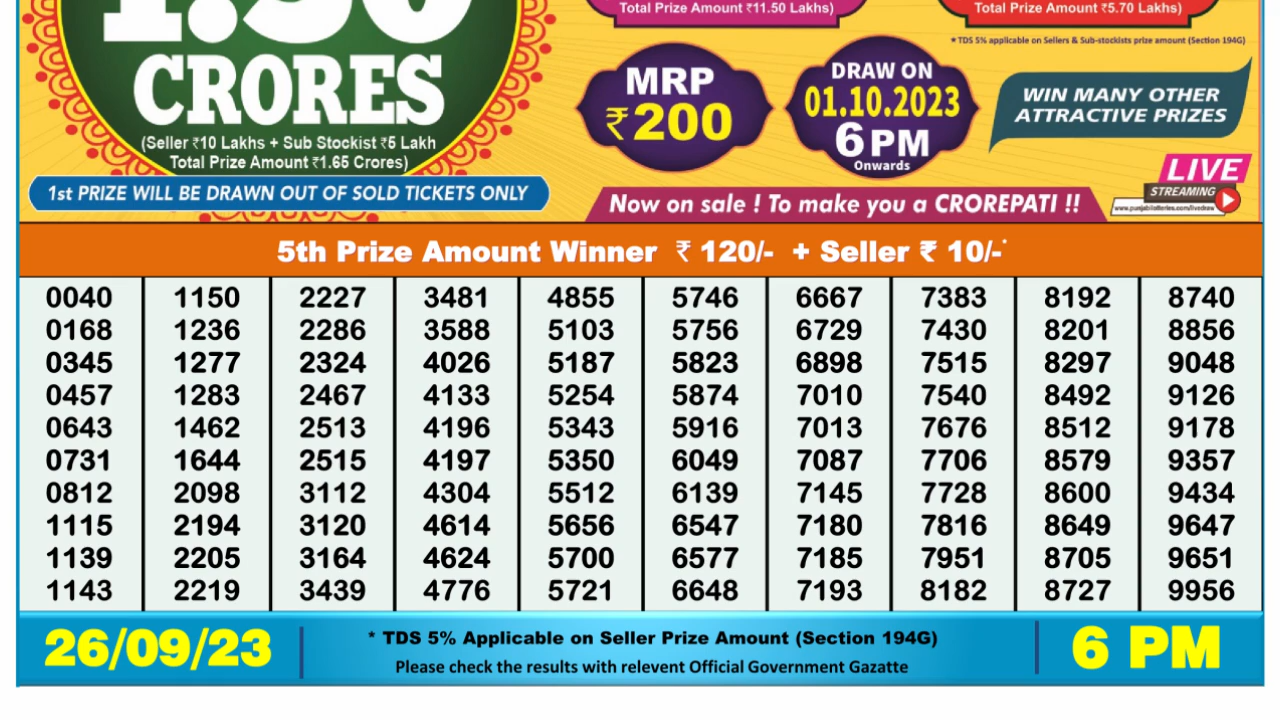 1.50
CRORES
(Seller ₹10 Lakhs + Sub Stockist ₹5 Lakh
Total Prize Amount ₹1.65 Crores)
1st PRIZE WILL BE DRAWN OUT OF SOLD TICKETS ONLY
Total Prize Amount ₹11.50 Lakhs)
Total Prize Amount ₹5.70 Lakhs)
* TDS 5% applicable on Sellers & Sub-stockists prize amount (Section 194G)
MRP
₹200
DRAW ON
01.10.2023
6 PM
Onwards
WIN MANY OTHER
ATTRACTIVE PRIZES
LIVE
STREAMING
www.punjablotteries.com/livedraw
Now on sale ! To make you a CROREPATI !!
5th Prize Amount Winner ₹ 120/- + Seller ₹ 10/-*
0040 1150 2227 3481 4855 5746 6667 7383 8192 8740
0168 1236 2286 3588 5103 5756 6729 7430 8201 8856
0345 1277 2324 4026 5187 5823 6898 7515 8297 9048
0457 1283 2467 4133 5254 5874 7010 7540 8492 9126
0643 1462 2513 4196 5343 5916 7013 7676 8512 9178
0731 1644 2515 4197 5350 6049 7087 7706 8579 9357
0812 2098 3112 4304 5512 6139 7145 7728 8600 9434
1115 2194 3120 4614 5656 6547 7180 7816 8649 9647
1139 2205 3164 4624 5700 6577 7185 7951 8705 9651
1143 2219 3439 4776 5721 6648 7193 8182 8727 9956
26/09/23
* TDS 5% Applicable on Seller Prize Amount (Section 194G)
Please check the results with relevent Official Government Gazatte
6 PM